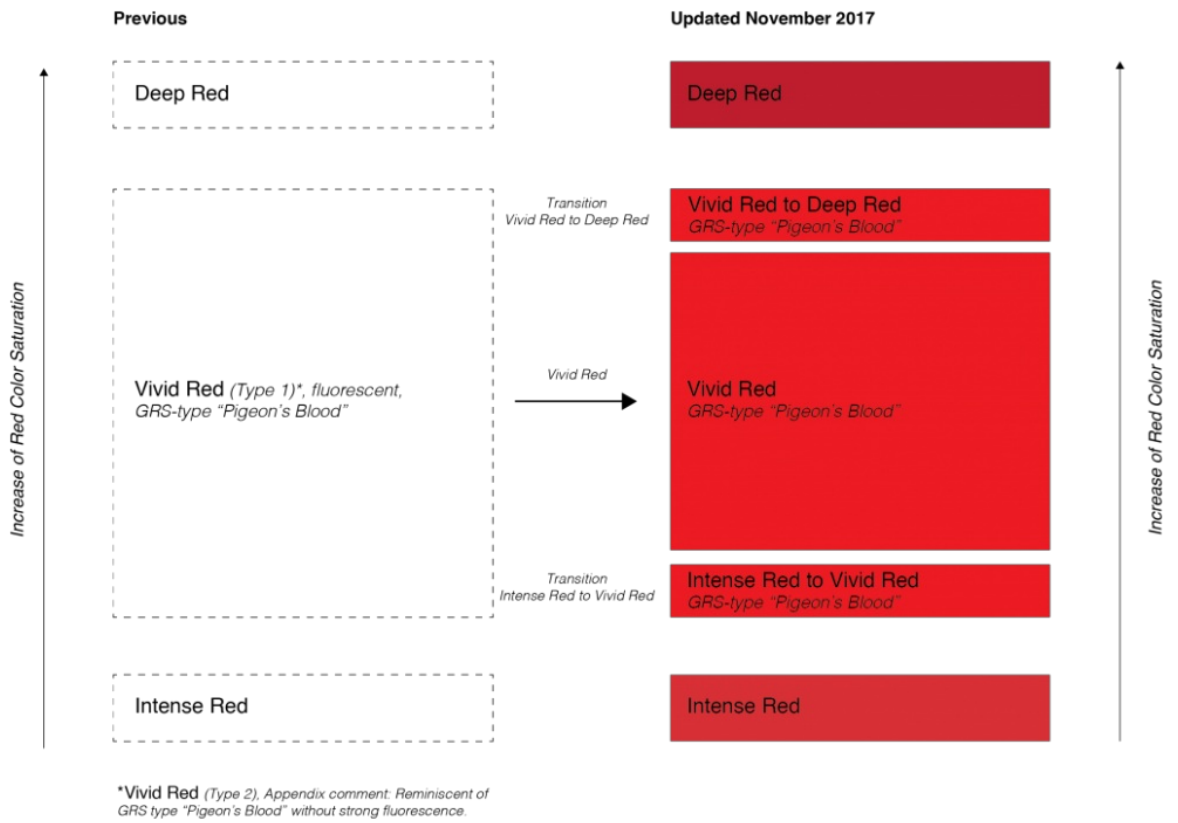 Previous
Updated November 2017
Increase of Red Color Saturation
Deep Red
Vivid Red (Type 1)*, fluorescent,
GRS-type “Pigeon’s Blood”
Intense Red
Transition
Vivid Red to Deep Red
Vivid Red
Transition
Intense Red to Vivid Red
Deep Red
Vivid Red to Deep Red
GRS-type “Pigeon’s Blood”
Vivid Red
GRS-type “Pigeon’s Blood”
Intense Red to Vivid Red
GRS-type “Pigeon’s Blood”
Intense Red
Increase of Red Color Saturation
*Vivid Red (Type 2), Appendix comment: Reminiscent of
GRS type “Pigeon’s Blood” without strong fluorescence.